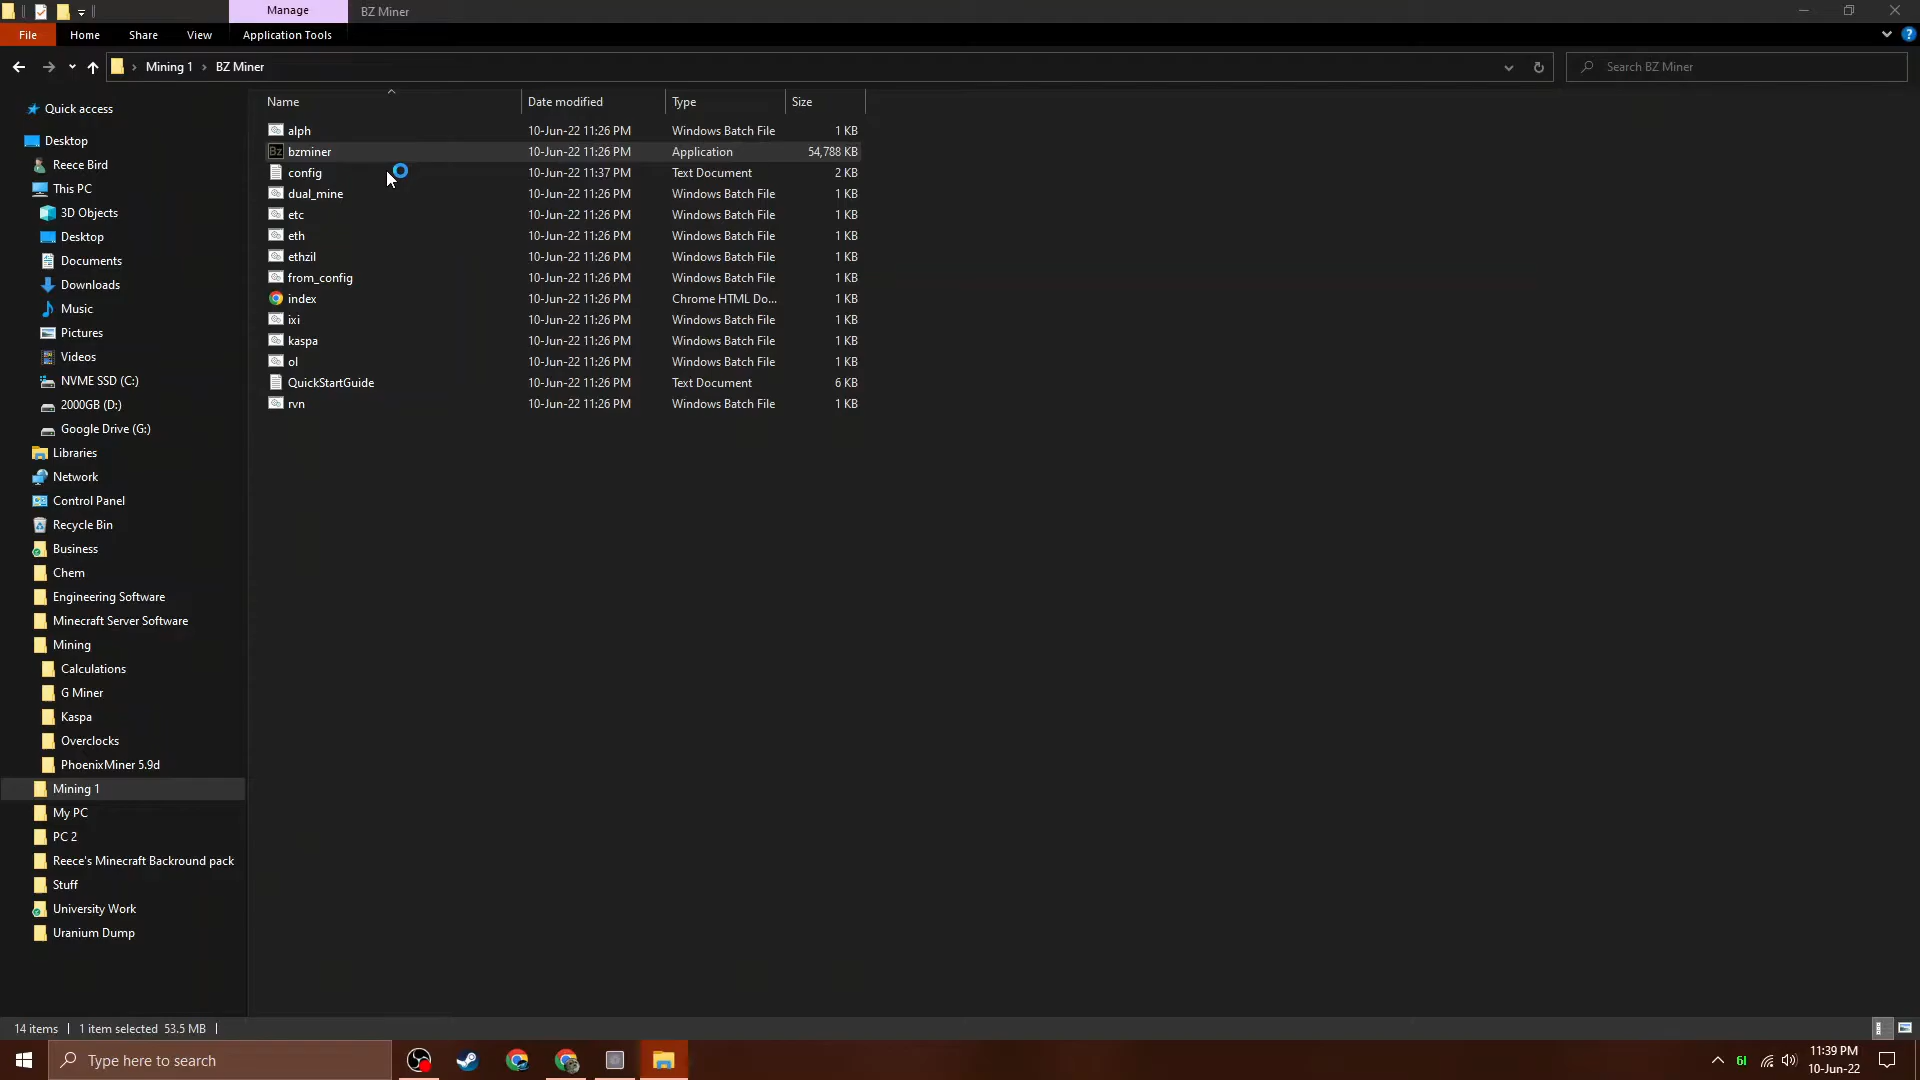 Manage
BZ Miner
File
Home
Share
View
Application Tools
?
Mining 1
BZ Miner
Search BZ Miner
Name
Date modified
Type
Size
Quick access
Desktop
Reece Bird
This PC
3D Objects
Desktop
Documents
Downloads
Music
Pictures
Videos
NVME SSD (C:)
2000GB (D:)
Google Drive (G:)
Libraries
Network
Control Panel
Recycle Bin
Business
Chem
Engineering Software
Minecraft Server Software
Mining
Calculations
G Miner
Kaspa
Overclocks
PhoenixMiner 5.9d
Mining 1
My PC
PC 2
Reece's Minecraft Backround pack
Stuff
University Work
Uranium Dump
alph 10-Jun-22 11:26 PM Windows Batch File 1 KB
Bz bzminer 10-Jun-22 11:26 PM Application 54,788 KB
config 10-Jun-22 11:37 PM Text Document 2 KB
dual_mine 10-Jun-22 11:26 PM Windows Batch File 1 KB
etc 10-Jun-22 11:26 PM Windows Batch File 1 KB
eth 10-Jun-22 11:26 PM Windows Batch File 1 KB
ethzil 10-Jun-22 11:26 PM Windows Batch File 1 KB
from_config 10-Jun-22 11:26 PM Windows Batch File 1 KB
index 10-Jun-22 11:26 PM Chrome HTML Do... 1 KB
ixi 10-Jun-22 11:26 PM Windows Batch File 1 KB
kaspa 10-Jun-22 11:26 PM Windows Batch File 1 KB
ol 10-Jun-22 11:26 PM Windows Batch File 1 KB
QuickStartGuide 10-Jun-22 11:26 PM Text Document 6 KB
rvn 10-Jun-22 11:26 PM Windows Batch File 1 KB
14 items
1 item selected 53.5 MB
Type here to search
61
11:39 PM
10-Jun-22